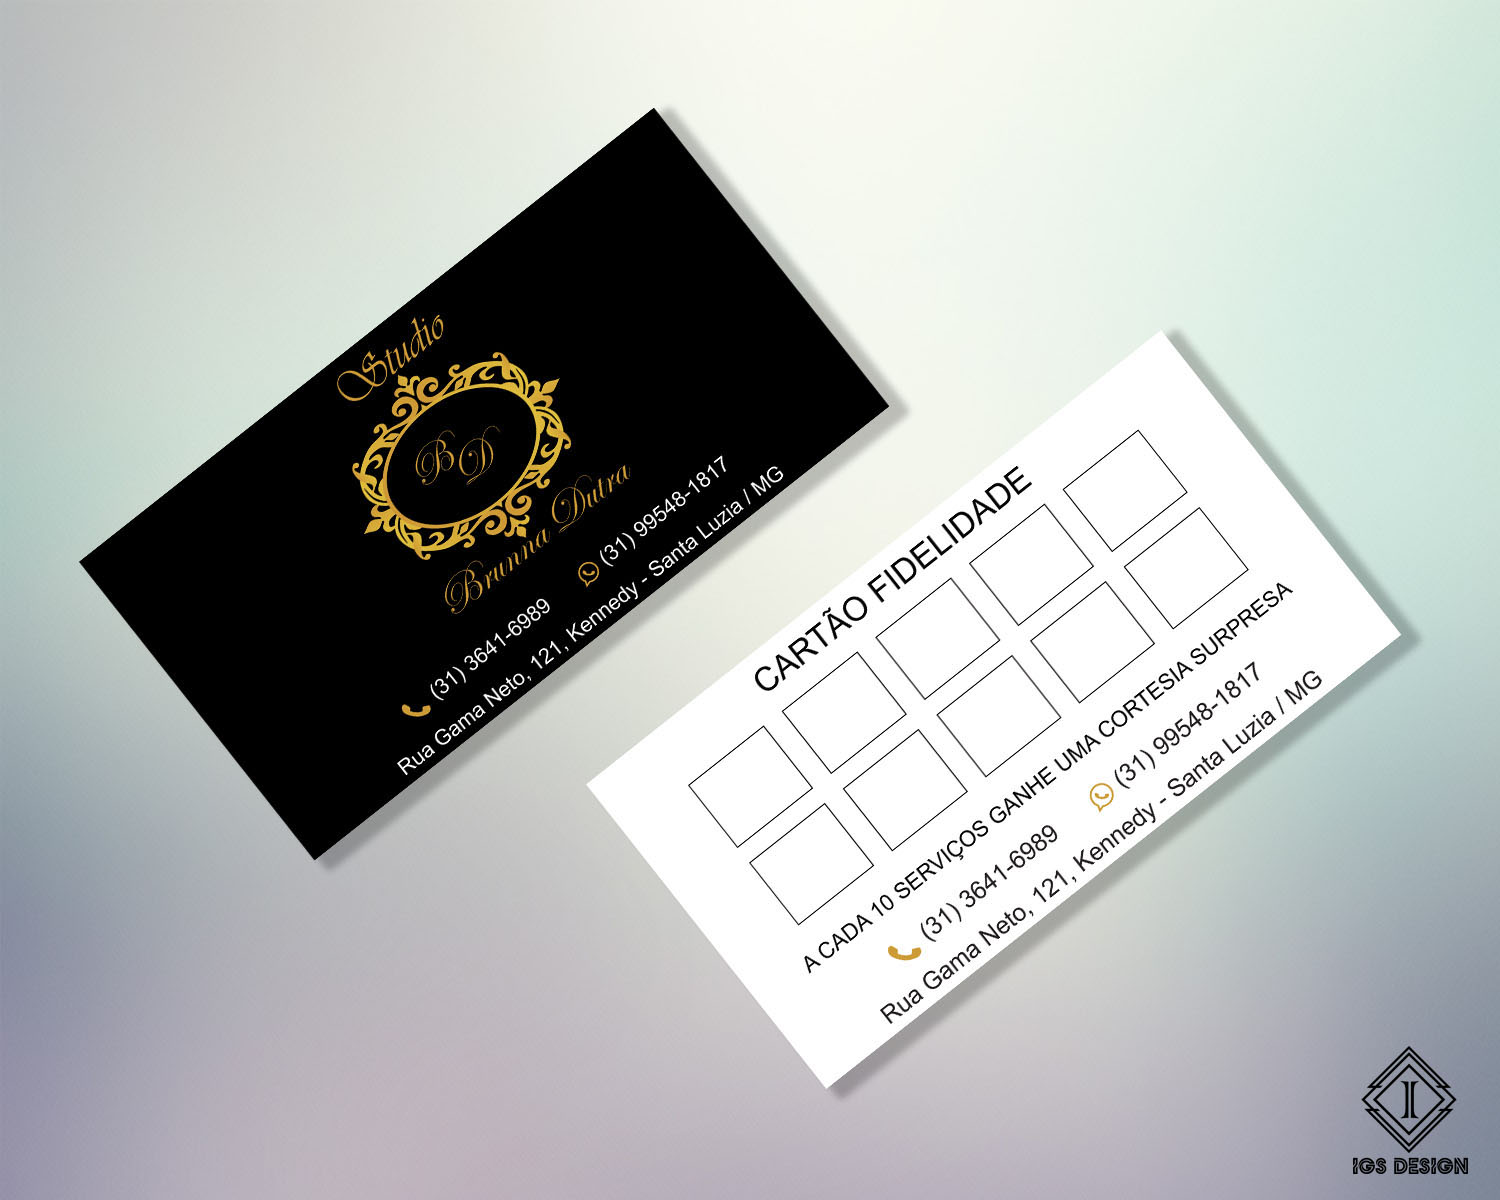 Studio
BD
Brunna Dutra
(31) 3641-6989 (31) 99548-1817
Rua Gama Neto, 121, Kennedy - Santa Luzia / MG
CARTÃO FIDELIDADE
A CADA 10 SERVIÇOS GANHE UMA CORTESIA SURPRESA
(31) 3641-6989 (31) 99548-1817
Rua Gama Neto, 121, Kennedy - Santa Luzia / MG
I
IGS DESIGN